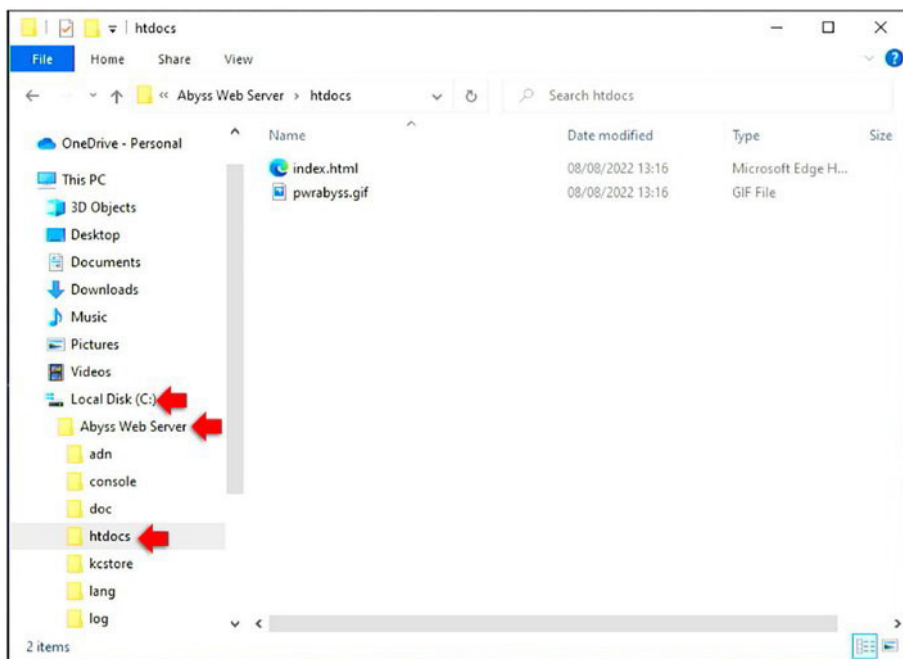 htdocs
File Home Share View
« Abyss Web Server > htdocs Search htdocs
OneDrive - Personal
This PC
3D Objects
Desktop
Documents
Downloads
Music
Pictures
Videos
Local Disk (C:)
Abyss Web Server
adn
console
doc
htdocs
kcstore
lang
log
Name Date modified Type Size
index.html 08/08/2022 13:16 Microsoft Edge H...
pwrabyss.gif 08/08/2022 13:16 GIF File
2 items